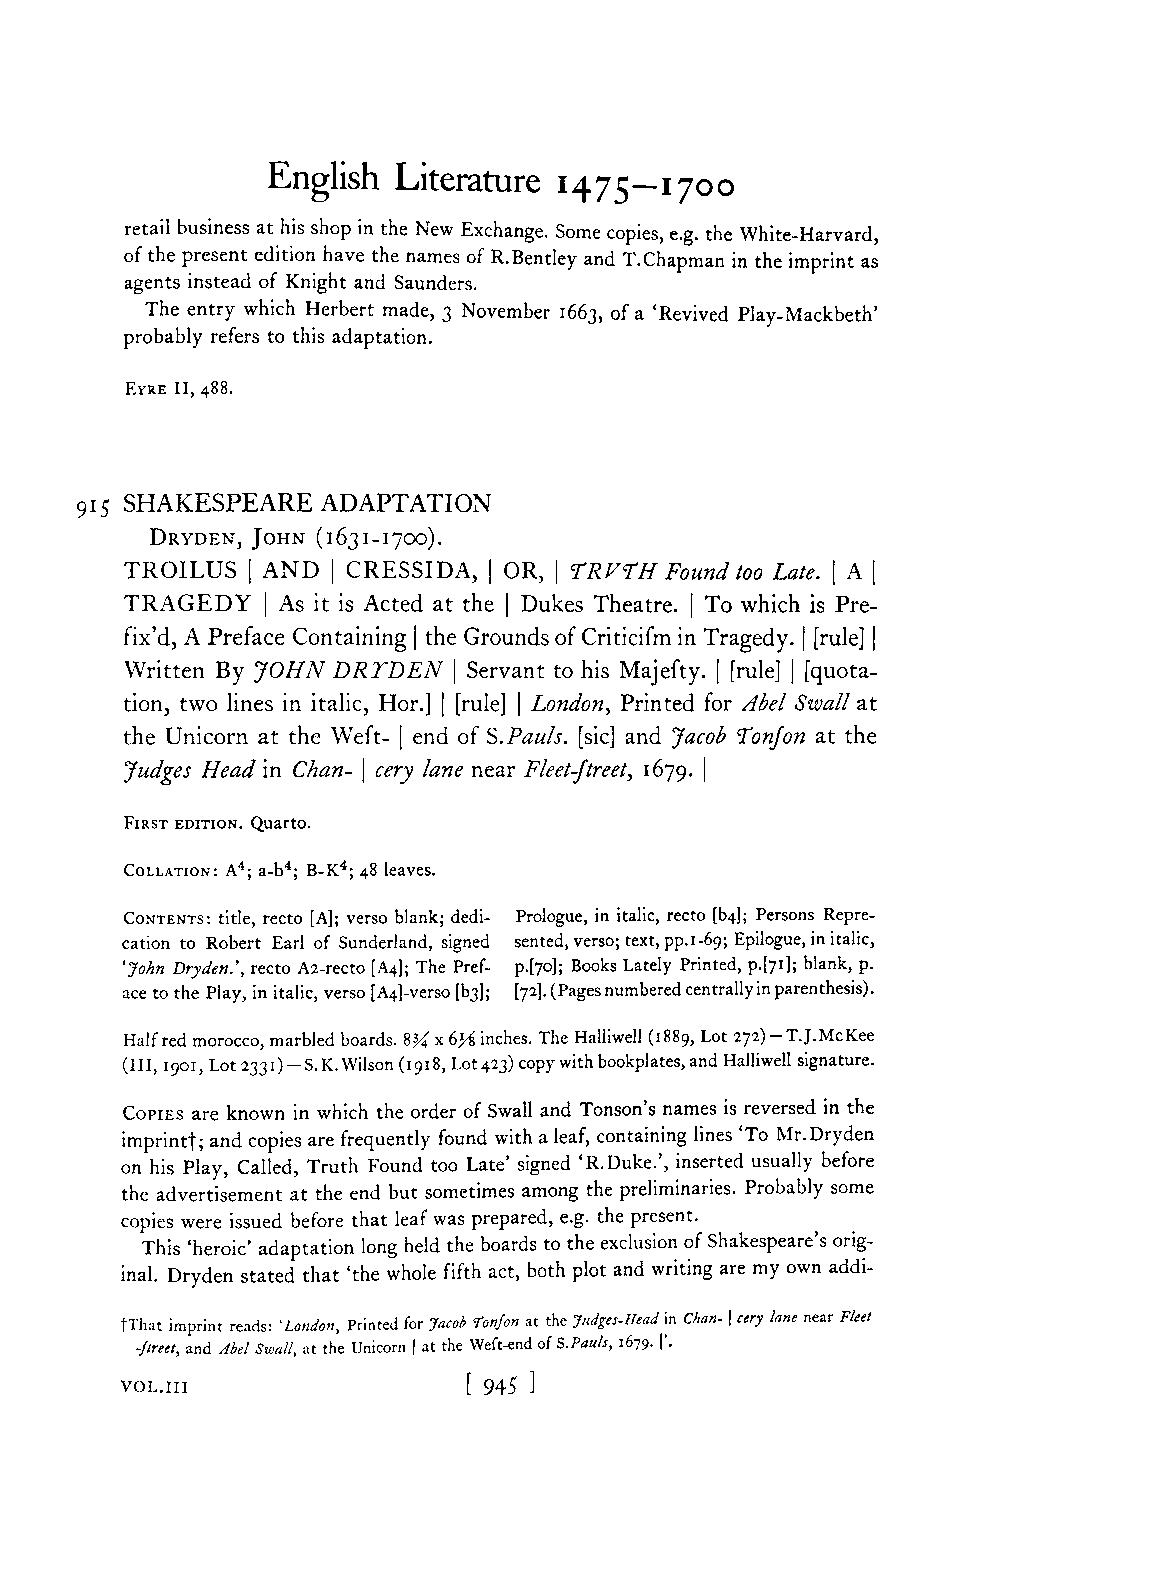 English Literature 1475–1700
retail business at his shop in the New Exchange. Some copies, e.g. the White-Harvard,
of the present edition have the names of R.Bentley and T.Chapman in the imprint as
agents instead of Knight and Saunders.
The entry which Herbert made, 3 November 1663, of a ‘Revived Play-Mackbeth’
probably refers to this adaptation.
EYRE II, 488.
915 SHAKESPEARE ADAPTATION
DRYDEN, JOHN (1631-1700).
TROILUS | AND | CRESSIDA, | OR, | TRVTH Found too Late. | A |
TRAGEDY | As it is Acted at the | Dukes Theatre. | To which is Pre-
fix’d, A Preface Containing | the Grounds of Criticiſm in Tragedy. | [rule] |
Written By JOHN DRYDEN | Servant to his Majeſty. | [rule] | [quota-
tion, two lines in italic, Hor.] | [rule] | London, Printed for Abel Swall at
the Unicorn at the Weſt- | end of S.Pauls. [sic] and Jacob Tonſon at the
Judges Head in Chan- | cery lane near Fleet-ſtreet, 1679. |
FIRST EDITION. Quarto.
COLLATION: A⁴; a-b⁴; B-K⁴; 48 leaves.
CONTENTS: title, recto [A]; verso blank; dedi-
cation to Robert Earl of Sunderland, signed
‘John Dryden.’, recto A2-recto [A4]; The Pref-
ace to the Play, in italic, verso [A4]-verso [b3];
Prologue, in italic, recto [b4]; Persons Repre-
sented, verso; text, pp.1-69; Epilogue, in italic,
p.[70]; Books Lately Printed, p.[71]; blank, p.
[72]. (Pages numbered centrally in parenthesis).
Half red morocco, marbled boards. 8¾ x 6⅛ inches. The Halliwell (1889, Lot 272)—T.J.McKee
(III, 1901, Lot 2331)—S.K.Wilson (1918, Lot 423) copy with bookplates, and Halliwell signature.
COPIES are known in which the order of Swall and Tonson’s names is reversed in the
imprint†; and copies are frequently found with a leaf, containing lines ‘To Mr.Dryden
on his Play, Called, Truth Found too Late’ signed ‘R.Duke.’, inserted usually before
the advertisement at the end but sometimes among the preliminaries. Probably some
copies were issued before that leaf was prepared, e.g. the present.
This ‘heroic’ adaptation long held the boards to the exclusion of Shakespeare’s orig-
inal. Dryden stated that ‘the whole fifth act, both plot and writing are my own addi-
†That imprint reads: ‘London, Printed for Jacob Tonſon at the Judges-Head in Chan- | cery lane near Fleet
-ſtreet, and Abel Swall, at the Unicorn | at the Weſt-end of S.Pauls, 1679. |’.
VOL.III [ 945 ]